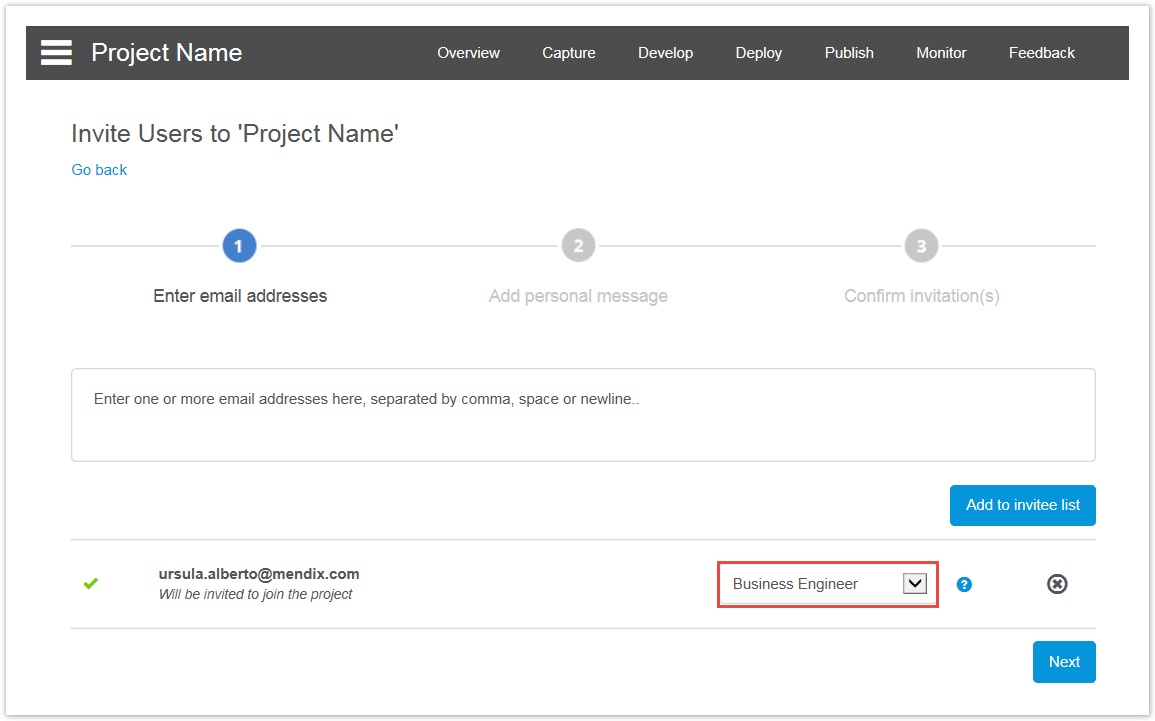 Project Name Overview Capture Develop Deploy Publish Monitor Feedback
Invite Users to 'Project Name'
Go back
1 2 3
Enter email addresses Add personal message Confirm invitation(s)
Enter one or more email addresses here, separated by comma, space or newline..
Add to invitee list
ursula.alberto@mendix.com
Will be invited to join the project
Business Engineer ?
Next